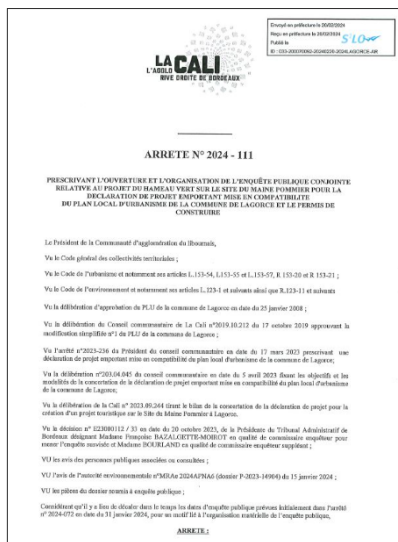 Envoyé en préfecture le 20/02/2024
Reçu en préfecture le 20/02/2024
Publié le
S²LO
LA
L'AGGLO
CALI
RIVE DROITE DE BORDEAUX
ARRETE N° 2024 - 111
PRESCRIVANT L'OUVERTURE ET L'ORGANISATION DE L'ENQUÊTE PUBLIQUE CONJOINTE
RELATIVE AU PROJET DU HAMEAU VERT SUR LE SITE DU MAINE POMMIER POUR LA
DECLARATION DE PROJET EMPORTANT MISE EN COMPATIBILITE
DU PLAN LOCAL D'URBANISME DE LA COMMUNE DE LAGORCE ET LE PERMIS DE
CONSTRUIRE
Le Président de la Communauté d'agglomération du libournais,
Vu le Code général des collectivités territoriales ;
Vu le Code de l'urbanisme et notamment ses articles L.153-54, L.153-55 et L.153-57, R 153-20 et R 153-21 ;
Vu le Code de l'environnement et notamment ses articles L.123-1 et suivants ainsi que R.123-11 et suivants
Vu la délibération d'approbation du PLU de la commune de Lagorce en date du 25 janvier 2008 ;
Vu la délibération du Conseil communautaire de La Cali n°2019.10.212 du 17 octobre 2019 approuvant la
modification simplifiée n°1 du PLU de la commune de Lagorce ;
Vu l'arrêté n°2023-256 du Président du conseil communautaire en date du 17 mars 2023 prescrivant une
déclaration de projet emportant mise en compatibilité du plan local d'urbanisme de la commune de Lagorce;
Vu la délibération n°203.04.045 du conseil communautaire en date du 5 avril 2023 fixant les objectifs et les
modalités de la concertation de la déclaration de projet emportant mise en compatibilité du plan local d'urbanisme
de la commune de Lagorce;
Vu la délibération de la Cali n° 2023.09.244 tirant le bilan de la concertation de la déclaration de projet pour la
création d'un projet touristique sur le Site du Maine Pommier à Lagorce.
Vu la décision n° E23000112 / 33 en date du 20 octobre 2023, de la Présidente du Tribunal Administratif de
Bordeaux désignant Madame Françoise BAZALGETTE-MOIROT en qualité de commissaire enquêteur pour
mener l'enquête susvisée et Madame BOURLAND en qualité de commissaire enquêteur suppléant ;
VU les avis des personnes publiques associées ou consultées ;
VU l'avis de l'autorité environnementale n°MRAe 2024APNA6 (dossier P-2023-14964) du 15 janvier 2024 ;
VU les pièces du dossier soumis à enquête publique ;
Considérant qu'il y a lieu de décaler dans le temps les dates d'enquête publique prévues initialement dans l'arrêté
n° 2024-072 en date du 31 janvier 2024, pour un motif lié à l'organisation matérielle de l'enquête publique,
ARRETE :